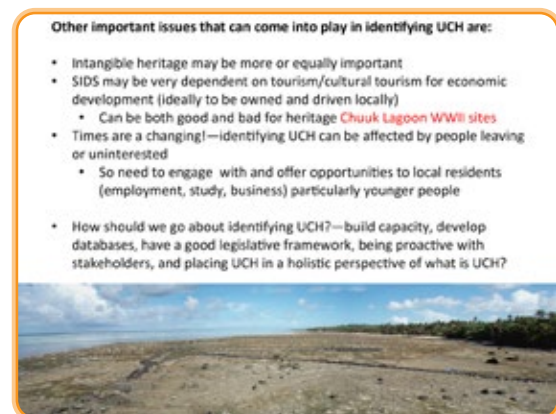 Other important issues that can come into play in identifying UCH are:
• Intangible heritage may be more or equally important
• SIDS may be very dependent on tourism/cultural tourism for economic
development (ideally to be owned and driven locally)
• Can be both good and bad for heritage Chuuk Lagoon WWII sites
• Times are a changing!—identifying UCH can be affected by people leaving
or uninterested
• So need to engage with and offer opportunities to local residents
(employment, study, business) particularly younger people
• How should we go about identifying UCH?—build capacity, develop
databases, have a good legislative framework, being proactive with
stakeholders, and placing UCH in a holistic perspective of what is UCH?